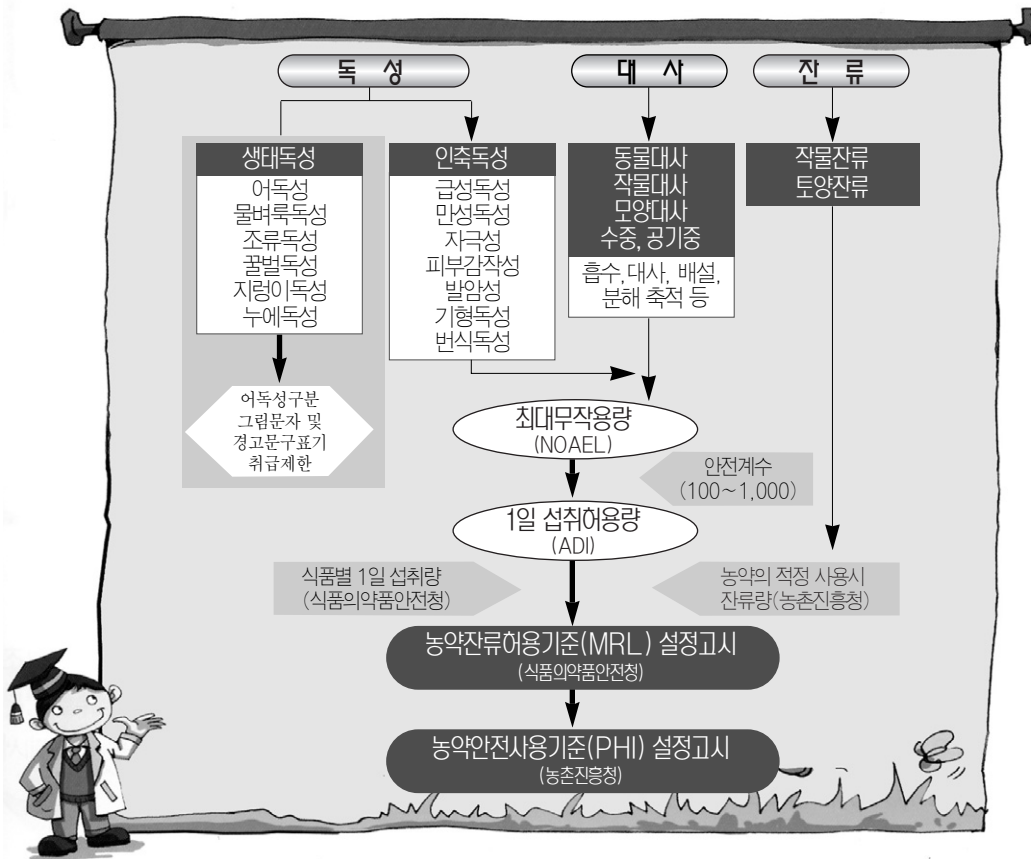 독 성
대 사
잔 류
생태독성
어독성
물벼룩독성
조류독성
꿀벌독성
지렁이독성
누에독성
인축독성
급성독성
만성독성
자극성
피부감작성
발암성
기형독성
번식독성
동물대사
작물대사
모양대사
수중, 공기중
흡수, 대사, 배설,
분해 축적 등
작물잔류
토양잔류
어독성구분
그림문자 및
경고문구표기
취급제한
최대무작용량
(NOAEL)
안전계수
(100~1,000)
1일 섭취허용량
(ADI)
식품별 1일 섭취량
(식품의약품안전청)
농약의 적정 사용시
잔류량(농촌진흥청)
농약잔류허용기준(MRL) 설정고시
(식품의약품안전청)
농약안전사용기준(PHI) 설정고시
(농촌진흥청)